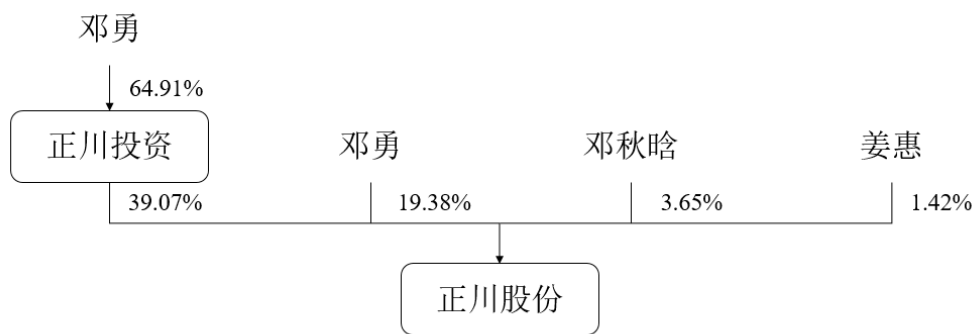 邓勇
64.91%
正川投资
邓勇
邓秋晗
姜惠
39.07%
19.38%
3.65%
1.42%
正川股份